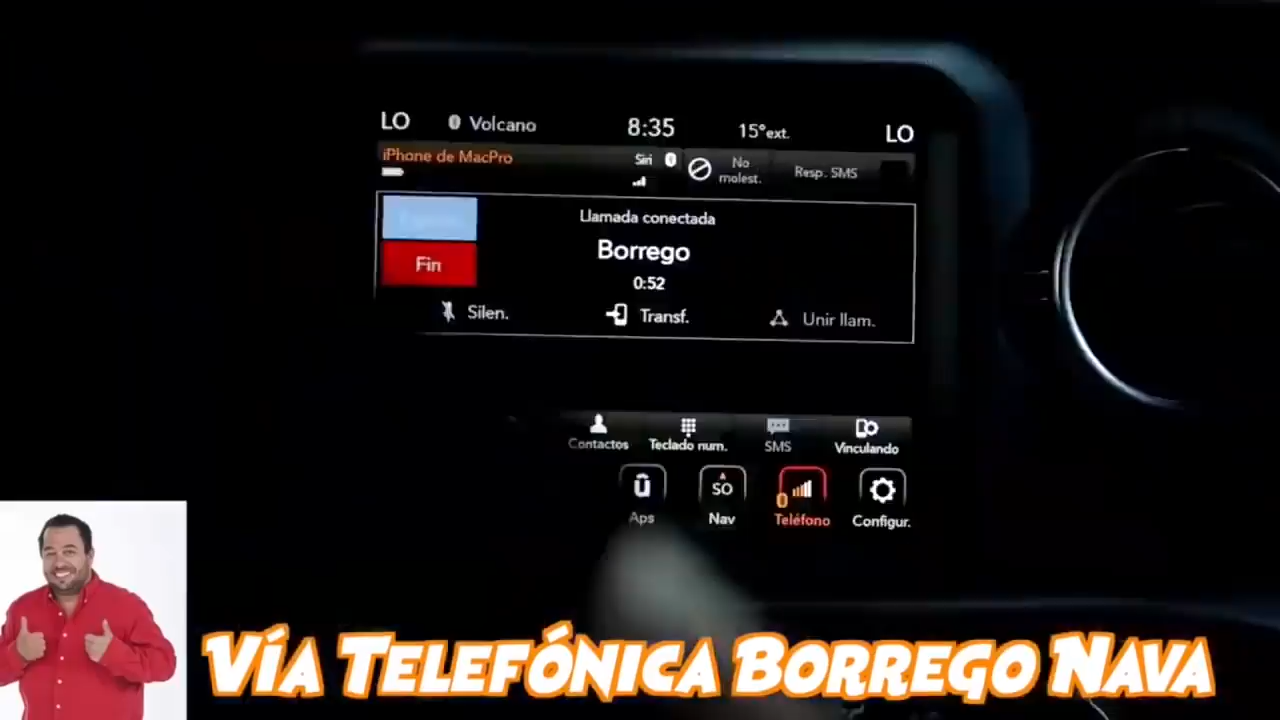 LO Volcano 8:35 15°ext. LO
iPhone de MacPro Siri No molest. Resp. SMS
Llamada conectada
Borrego
Fin
0:52
Silen. Transf. Unir llam.
Contactos Teclado num. SMS Vinculando
SO
0
Aps Nav Teléfono Configur.
VÍA TELEFÓNICA BORREGO NAVA